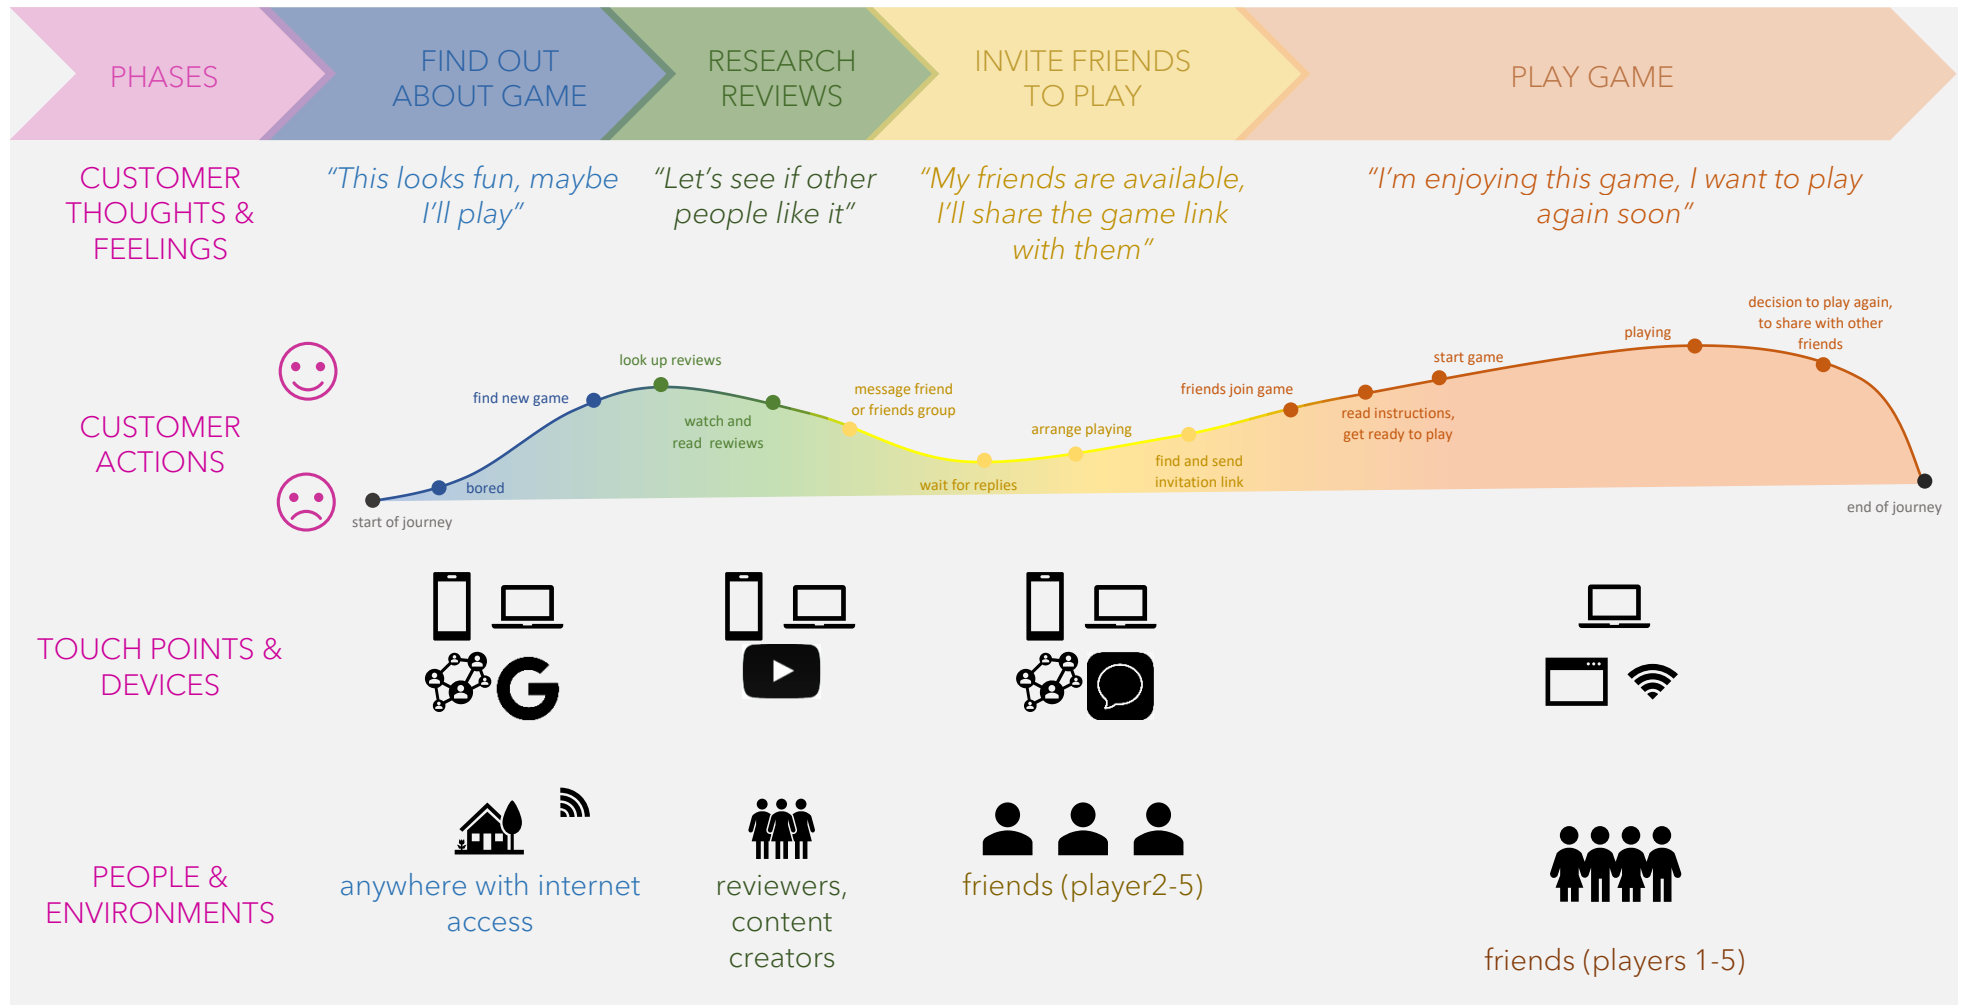 PHASES
FIND OUT
ABOUT GAME
RESEARCH
REVIEWS
INVITE FRIENDS
TO PLAY
PLAY GAME
CUSTOMER
THOUGHTS &
FEELINGS
“This looks fun, maybe
I’ll play”
“Let’s see if other
people like it”
“My friends are available,
I’ll share the game link
with them”
“I’m enjoying this game, I want to play
again soon”
CUSTOMER
ACTIONS
start of journey
bored
find new game
look up reviews
watch and
read rewiews
message friend
or friends group
wait for replies
arrange playing
find and send
invitation link
friends join game
read instructions,
get ready to play
start game
playing
decision to play again,
to share with other
friends
end of journey
TOUCH POINTS &
DEVICES
G
PEOPLE &
ENVIRONMENTS
anywhere with internet
access
reviewers,
content
creators
friends (player2-5)
friends (players 1-5)